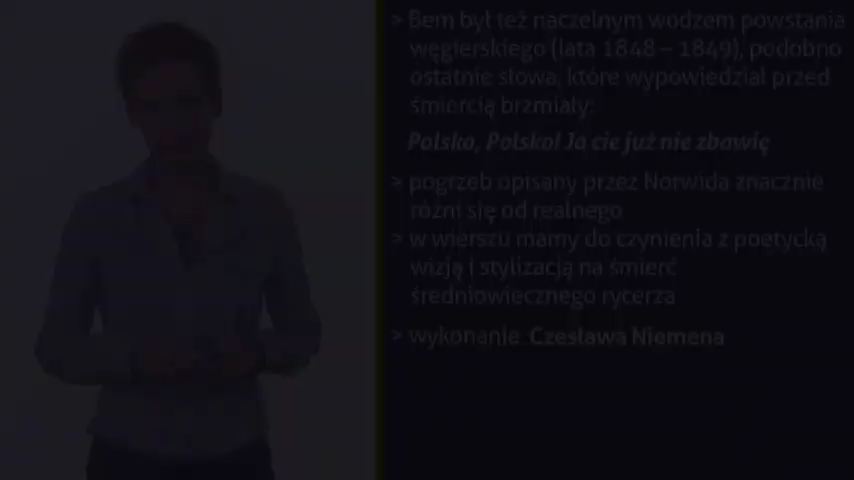 > Bem był też naczelnym wodzem powstania
węgierskiego (lata 1848 – 1849), podobno
ostatnie słowa, które wypowiedział przed
śmiercią brzmiały:
Polsko, Polsko! Ja cię już nie zbawię
> pogrzeb opisany przez Norwida znacznie
różni się od realnego
> w wierszu mamy do czynienia z poetycką
wizją i stylizacją na śmierć
średniowiecznego rycerza
> wykonanie Czesława Niemena